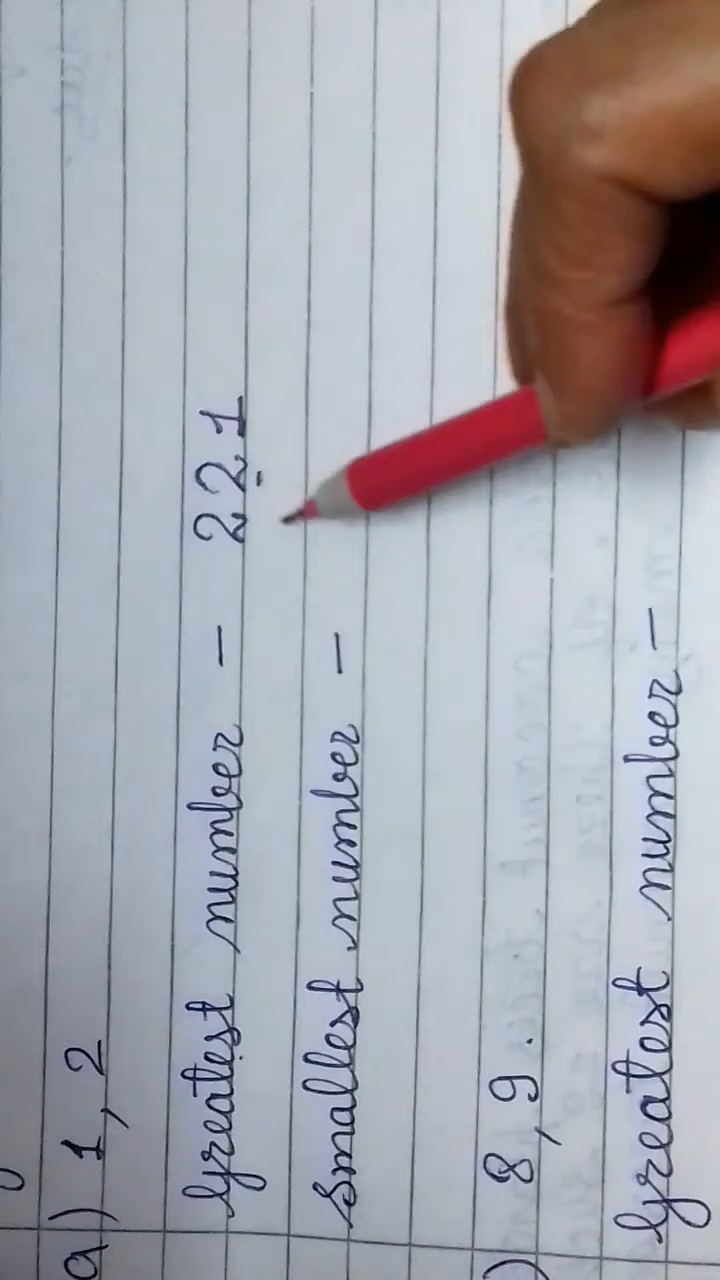 a) 1, 2
Greatest number - 221
Smallest number -
) 8, 9.
Greatest number -